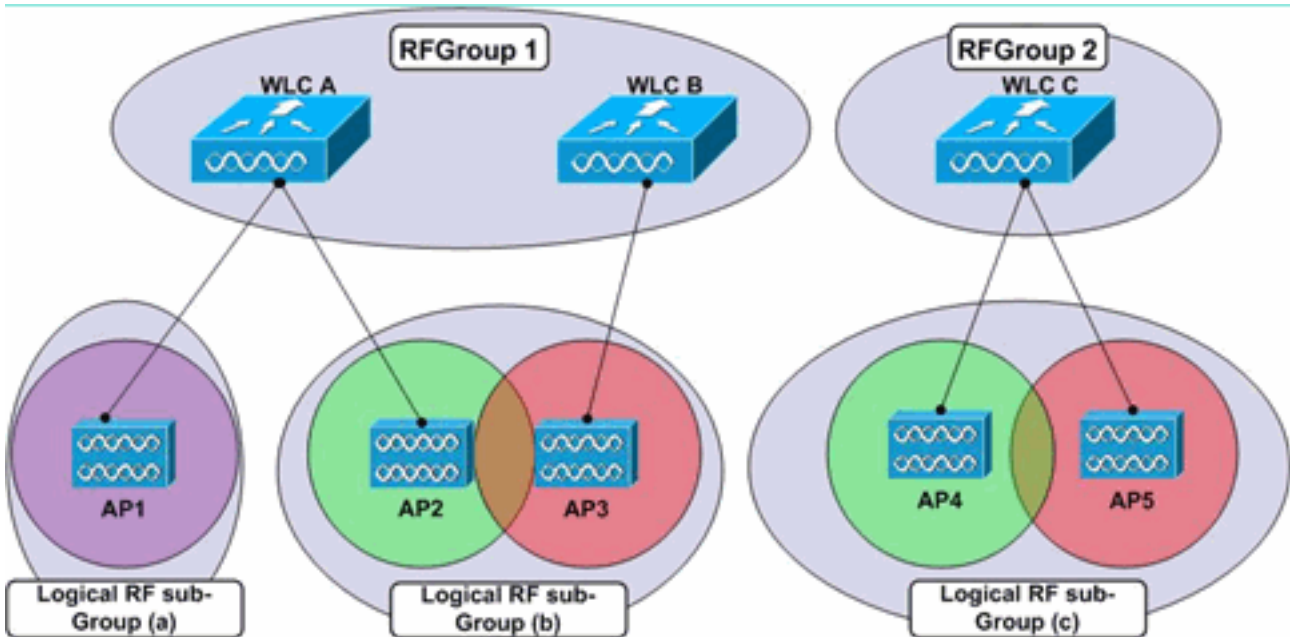 RFGroup 1
RFGroup 2
WLC A
WLC B
WLC C
AP1
AP2
AP3
AP4
AP5
Logical RF sub-
Group (a)
Logical RF sub-
Group (b)
Logical RF sub-
Group (c)